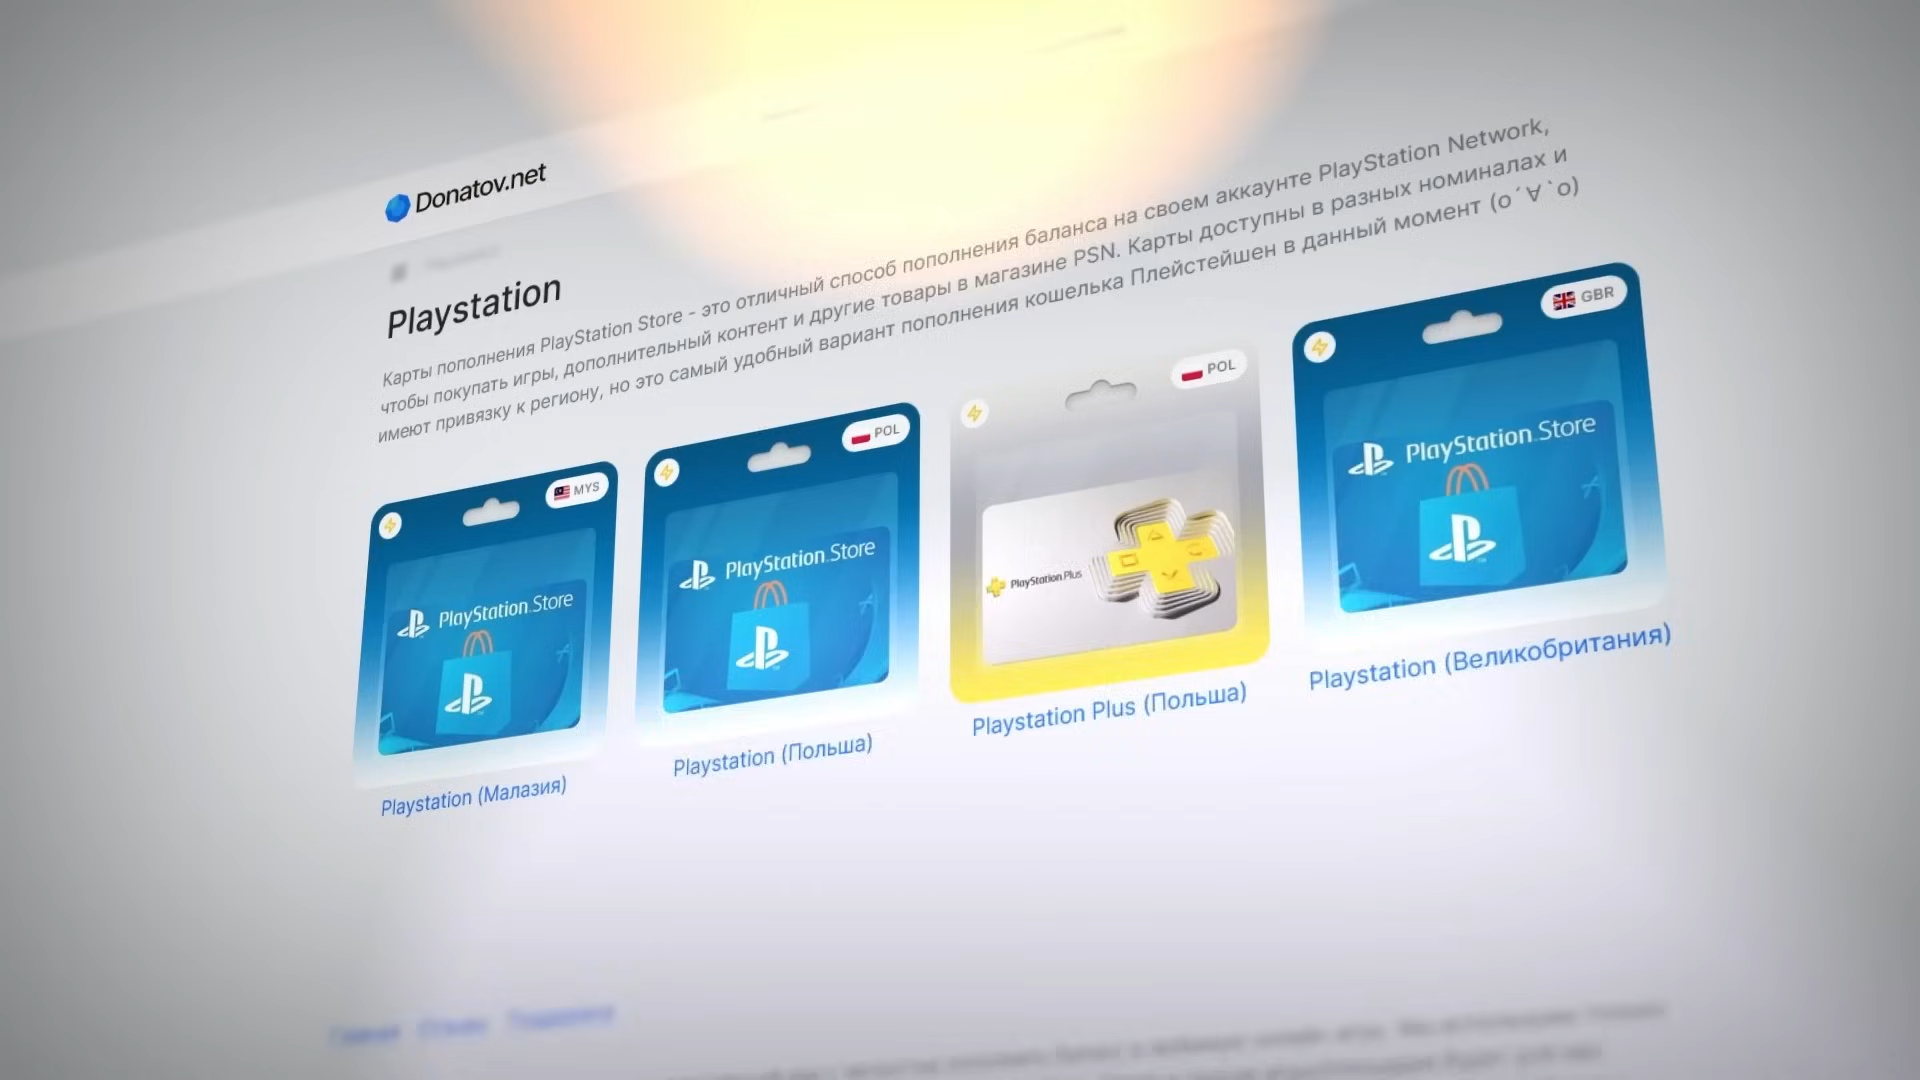 Donatov.net
Playstation
Карты пополнения PlayStation Store - это отличный способ пополнения баланса на своем аккаунте PlayStation Network,
чтобы покупать игры, дополнительный контент и другие товары в магазине PSN. Карты доступны в разных номиналах и
имеют привязку к региону, но это самый удобный вариант пополнения кошелька Плейстейшен в данный момент (o´∀`o)
MYS
PlayStation.Store
Playstation (Малазия)
POL
PlayStation.Store
Playstation (Польша)
POL
PlayStation.Plus
Playstation Plus (Польша)
GBR
PlayStation.Store
Playstation (Великобритания)
Главная Отзывы Поддержка